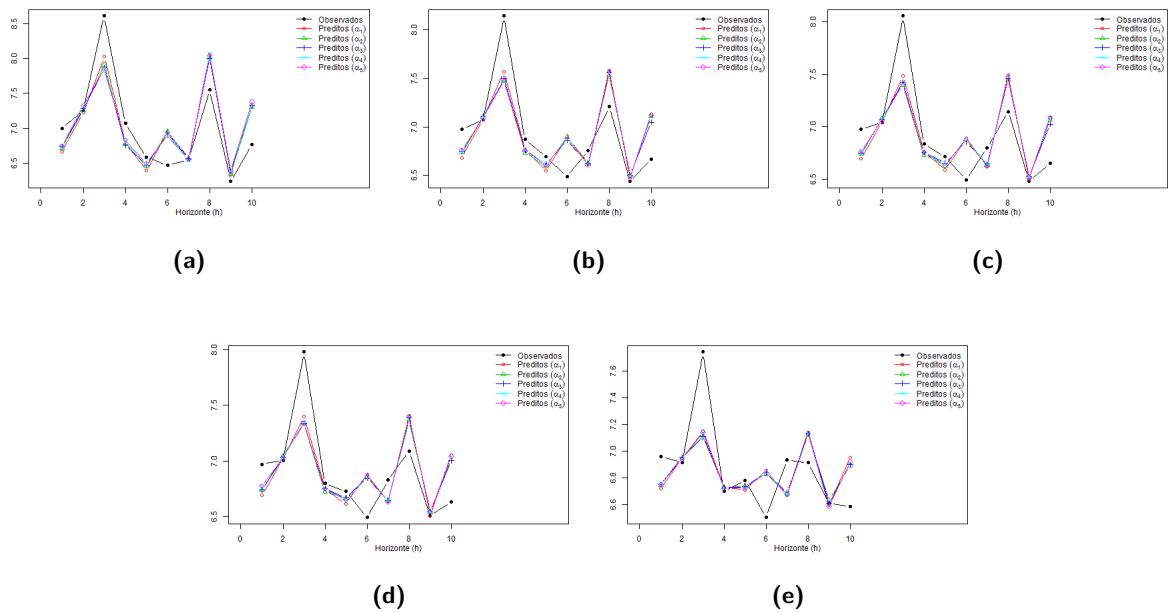 8.5
8.0
7.5
7.0
6.5
0 2 4 6 8 10
Horizonte (h)
Observados
Preditos (α₁)
Preditos (α₂)
Preditos (α₃)
Preditos (α₄)
Preditos (α₅)
(a)
8.0
7.5
7.0
6.5
0 2 4 6 8 10
Horizonte (h)
Observados
Preditos (α₁)
Preditos (α₂)
Preditos (α₃)
Preditos (α₄)
Preditos (α₅)
(b)
8.0
7.5
7.0
6.5
0 2 4 6 8 10
Horizonte (h)
Observados
Preditos (α₁)
Preditos (α₂)
Preditos (α₃)
Preditos (α₄)
Preditos (α₅)
(c)
8.0
7.5
7.0
6.5
0 2 4 6 8 10
Horizonte (h)
Observados
Preditos (α₁)
Preditos (α₂)
Preditos (α₃)
Preditos (α₄)
Preditos (α₅)
(d)
7.6
7.4
7.2
7.0
6.8
6.6
0 2 4 6 8 10
Horizonte (h)
Observados
Preditos (α₁)
Preditos (α₂)
Preditos (α₃)
Preditos (α₄)
Preditos (α₅)
(e)